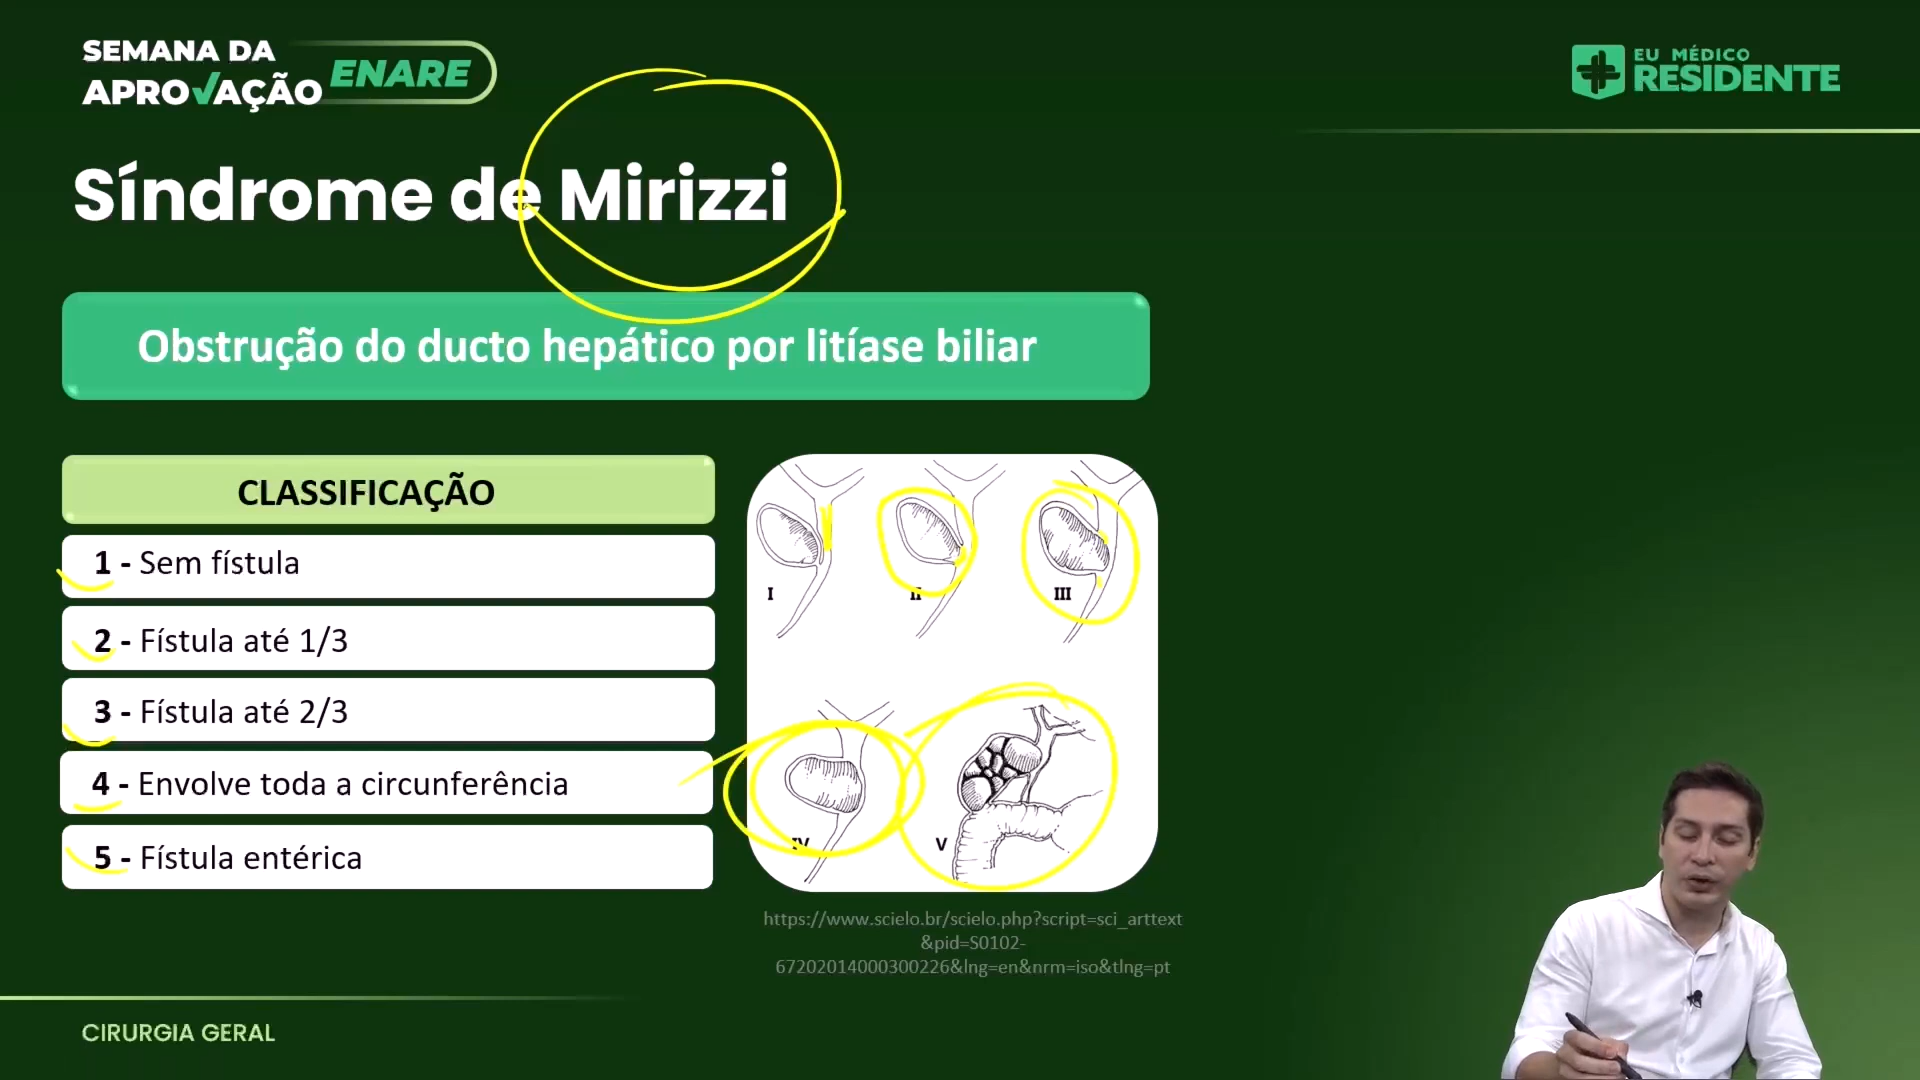 SEMANA DA
APROVAÇÃO ENARE
EU MÉDICO
RESIDENTE
Síndrome de Mirizzi
Obstrução do ducto hepático por litíase biliar
CLASSIFICAÇÃO
1 - Sem fístula
2 - Fístula até 1/3
3 - Fístula até 2/3
4 - Envolve toda a circunferência
5 - Fístula entérica
I
II
III
IV
V
https://www.scielo.br/scielo.php?script=sci_arttext
&pid=S0102-
67202014000300226&lng=en&nrm=iso&tlng=pt
CIRURGIA GERAL